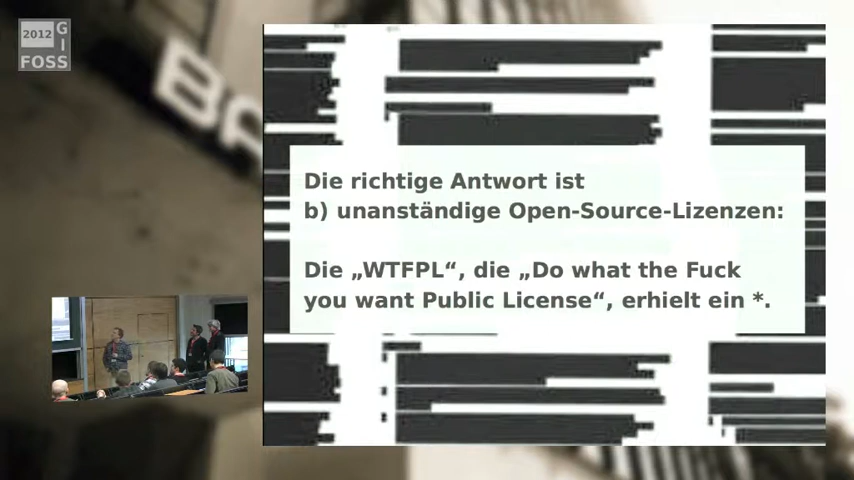 2012
G
I
FOSS
BA
Die richtige Antwort ist
b) unanständige Open-Source-Lizenzen:
Die „WTFPL“, die „Do what the Fuck
you want Public License“, erhielt ein *.